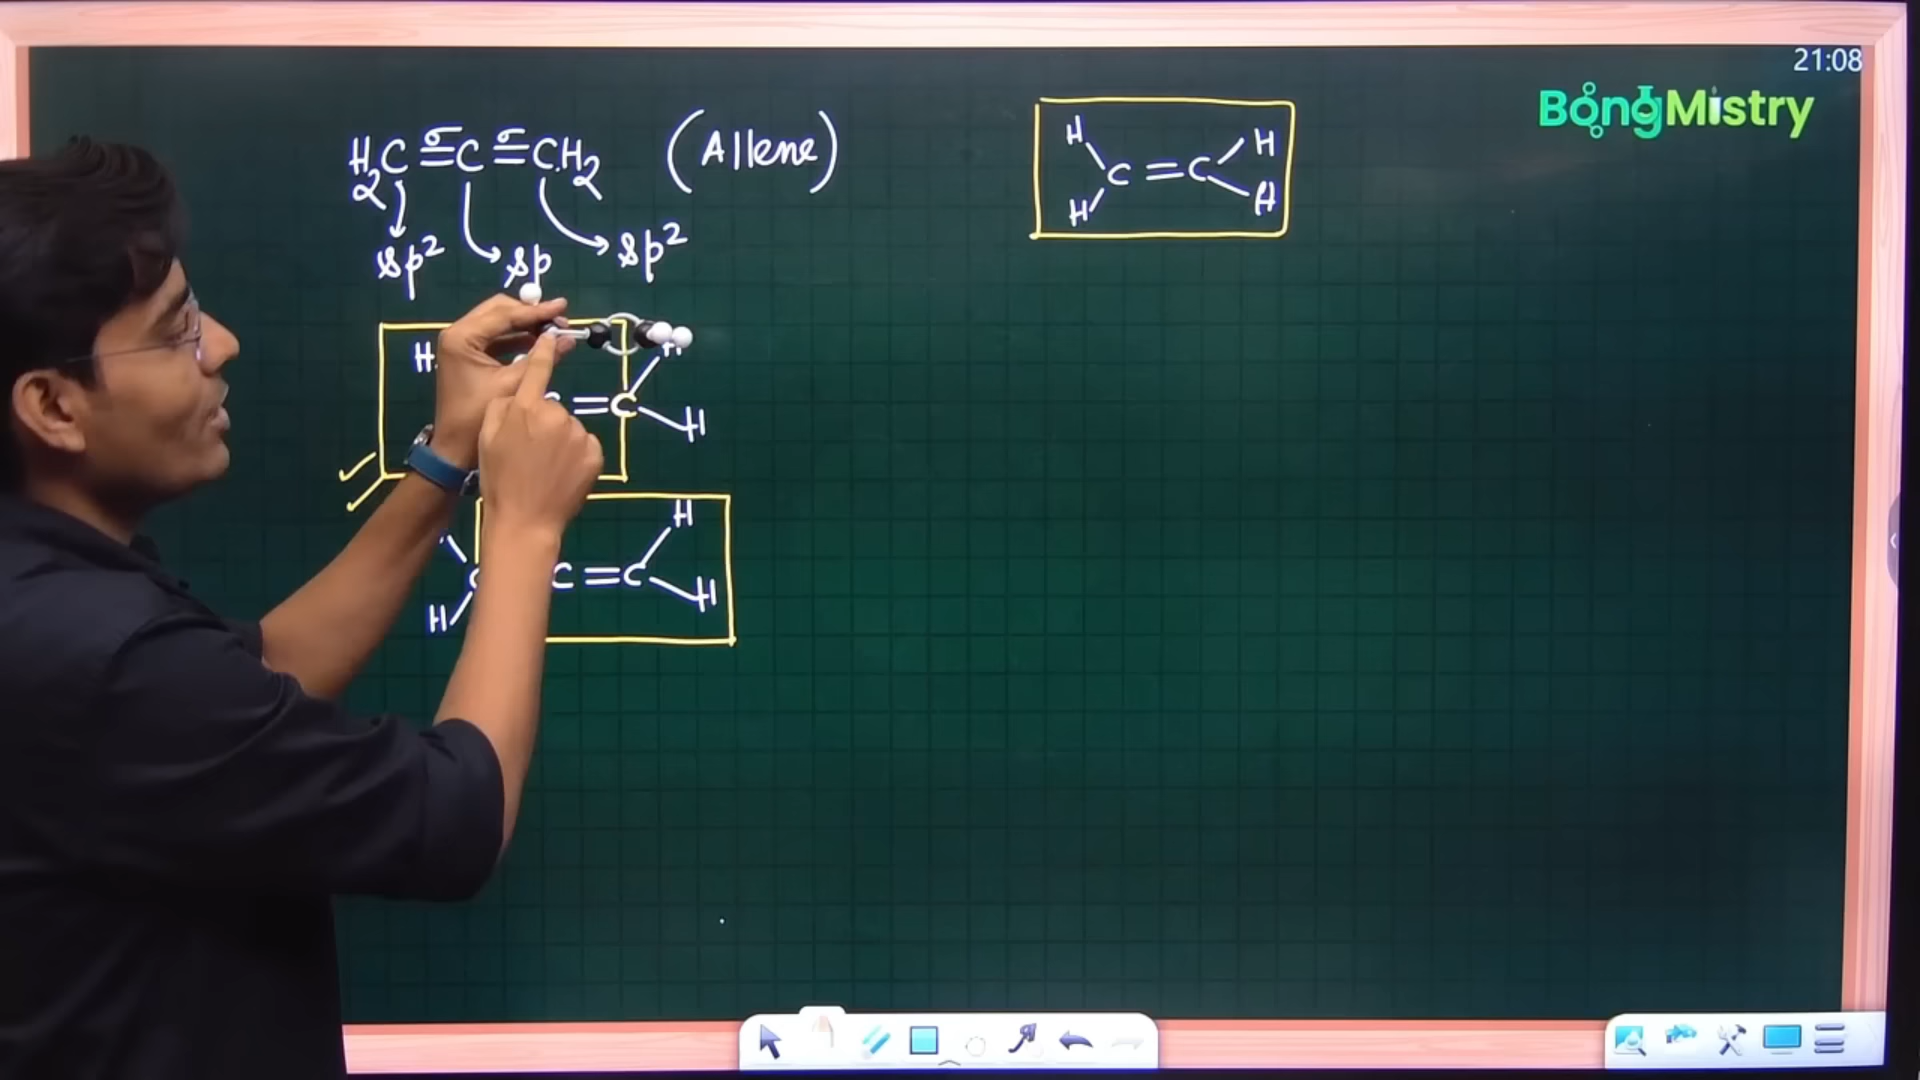 21:08
BongMistry
H₂C = C = CH₂ (Allene)
σ σ
sp² sp sp²
H H
C = C
H H
H H
= C
H
H
C = C
H H